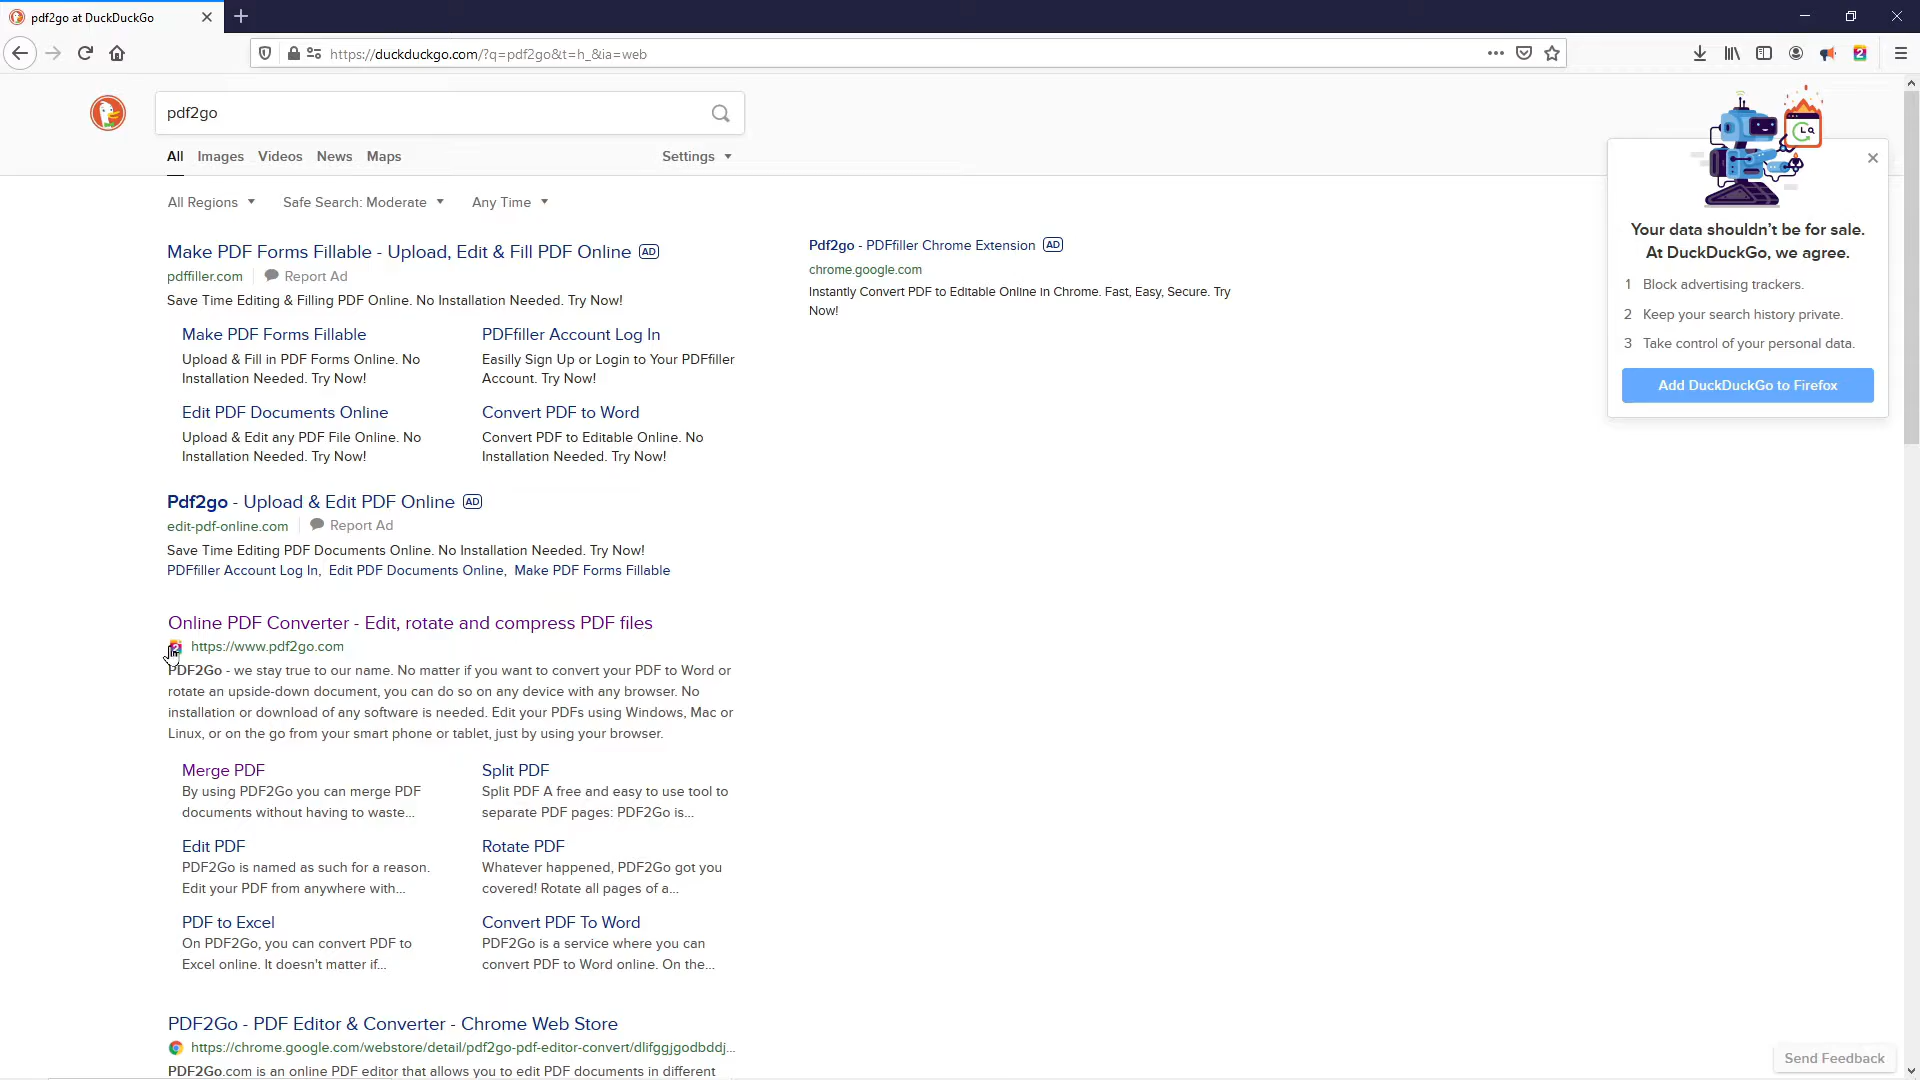 pdf2go at DuckDuckGo
https://duckduckgo.com/?q=pdf2go&t=h_&ia=web
pdf2go
All Images Videos News Maps Settings
All Regions Safe Search: Moderate Any Time
Make PDF Forms Fillable - Upload, Edit & Fill PDF Online AD
pdffiller.com Report Ad
Save Time Editing & Filling PDF Online. No Installation Needed. Try Now!
Make PDF Forms Fillable
Upload & Fill in PDF Forms Online. No
Installation Needed. Try Now!
PDFfiller Account Log In
Easilly Sign Up or Login to Your PDFfiller
Account. Try Now!
Edit PDF Documents Online
Upload & Edit any PDF File Online. No
Installation Needed. Try Now!
Convert PDF to Word
Convert PDF to Editable Online. No
Installation Needed. Try Now!
Pdf2go - Upload & Edit PDF Online AD
edit-pdf-online.com Report Ad
Save Time Editing PDF Documents Online. No Installation Needed. Try Now!
PDFfiller Account Log In, Edit PDF Documents Online, Make PDF Forms Fillable
Online PDF Converter - Edit, rotate and compress PDF files
https://www.pdf2go.com
PDF2Go - we stay true to our name. No matter if you want to convert your PDF to Word or
rotate an upside-down document, you can do so on any device with any browser. No
installation or download of any software is needed. Edit your PDFs using Windows, Mac or
Linux, or on the go from your smart phone or tablet, just by using your browser.
Merge PDF
By using PDF2Go you can merge PDF
documents without having to waste...
Split PDF
Split PDF A free and easy to use tool to
separate PDF pages: PDF2Go is...
Edit PDF
PDF2Go is named as such for a reason.
Edit your PDF from anywhere with...
Rotate PDF
Whatever happened, PDF2Go got you
covered! Rotate all pages of a...
PDF to Excel
On PDF2Go, you can convert PDF to
Excel online. It doesn't matter if...
Convert PDF To Word
PDF2Go is a service where you can
convert PDF to Word online. On the...
PDF2Go - PDF Editor & Converter - Chrome Web Store
https://chrome.google.com/webstore/detail/pdf2go-pdf-editor-convert/dlifggjgodbddj...
PDF2Go.com is an online PDF editor that allows you to edit PDF documents in different
Pdf2go - PDFfiller Chrome Extension AD
chrome.google.com
Instantly Convert PDF to Editable Online in Chrome. Fast, Easy, Secure. Try
Now!
Your data shouldn't be for sale.
At DuckDuckGo, we agree.
1 Block advertising trackers.
2 Keep your search history private.
3 Take control of your personal data.
Add DuckDuckGo to Firefox
Send Feedback